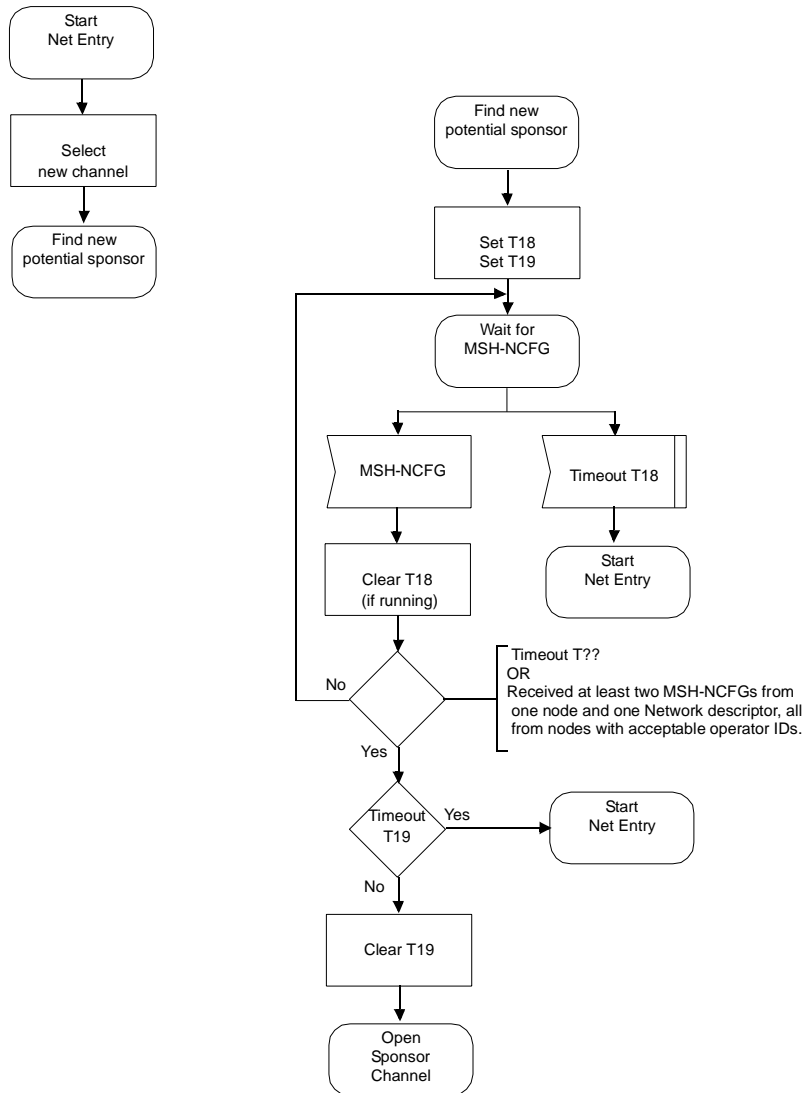 Start
Net Entry
Select
new channel
Find new
potential sponsor
Find new
potential sponsor
Set T18
Set T19
Wait for
MSH-NCFG
MSH-NCFG
Timeout T18
Clear T18
(if running)
Start
Net Entry
No
Timeout T??
OR
Received at least two MSH-NCFGs from
one node and one Network descriptor, all
from nodes with acceptable operator IDs.
Yes
Timeout
T19
Yes
Start
Net Entry
No
Clear T19
Open
Sponsor
Channel